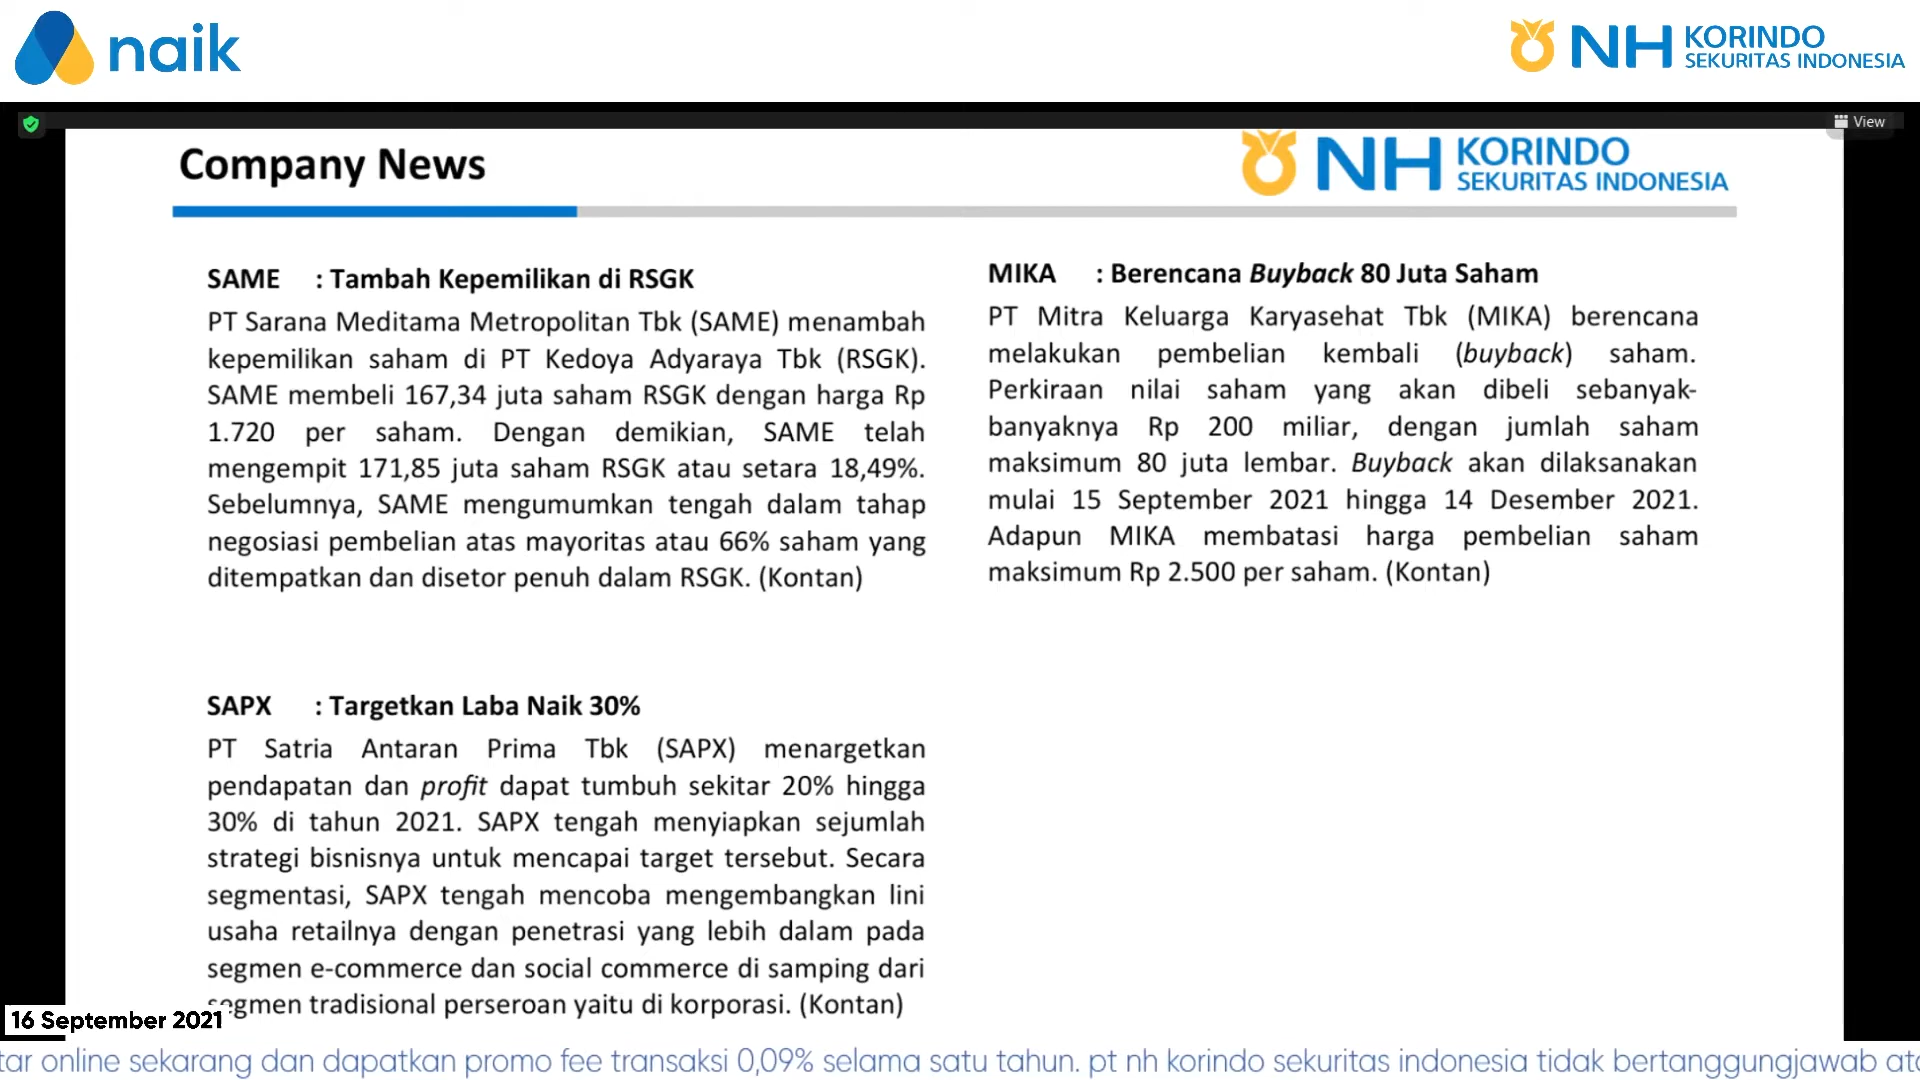 naik
NH KORINDO
SEKURITAS INDONESIA
View
Company News
NH KORINDO
SEKURITAS INDONESIA
SAME : Tambah Kepemilikan di RSGK
PT Sarana Meditama Metropolitan Tbk (SAME) menambah
kepemilikan saham di PT Kedoya Adyaraya Tbk (RSGK).
SAME membeli 167,34 juta saham RSGK dengan harga Rp
1.720 per saham. Dengan demikian, SAME telah
mengempit 171,85 juta saham RSGK atau setara 18,49%.
Sebelumnya, SAME mengumumkan tengah dalam tahap
negosiasi pembelian atas mayoritas atau 66% saham yang
ditempatkan dan disetor penuh dalam RSGK. (Kontan)
MIKA : Berencana Buyback 80 Juta Saham
PT Mitra Keluarga Karyasehat Tbk (MIKA) berencana
melakukan pembelian kembali (buyback) saham.
Perkiraan nilai saham yang akan dibeli sebanyak-
banyaknya Rp 200 miliar, dengan jumlah saham
maksimum 80 juta lembar. Buyback akan dilaksanakan
mulai 15 September 2021 hingga 14 Desember 2021.
Adapun MIKA membatasi harga pembelian saham
maksimum Rp 2.500 per saham. (Kontan)
SAPX : Targetkan Laba Naik 30%
PT Satria Antaran Prima Tbk (SAPX) menargetkan
pendapatan dan profit dapat tumbuh sekitar 20% hingga
30% di tahun 2021. SAPX tengah menyiapkan sejumlah
strategi bisnisnya untuk mencapai target tersebut. Secara
segmentasi, SAPX tengah mencoba mengembangkan lini
usaha retailnya dengan penetrasi yang lebih dalam pada
segmen e-commerce dan social commerce di samping dari
segmen tradisional perseroan yaitu di korporasi. (Kontan)
16 September 2021
tar online sekarang dan dapatkan promo fee transaksi 0,09% selama satu tahun. pt nh korindo sekuritas indonesia tidak bertanggungjawab ata